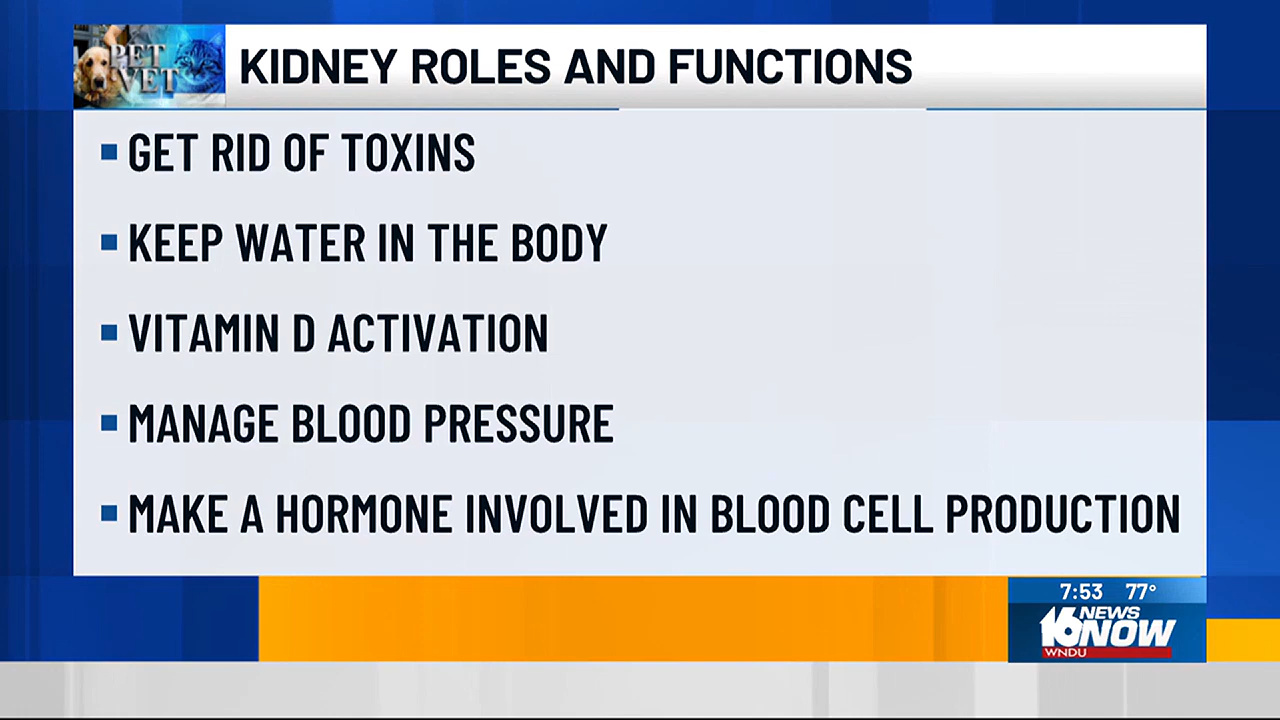 PET
VET
KIDNEY ROLES AND FUNCTIONS
▪ GET RID OF TOXINS
▪ KEEP WATER IN THE BODY
▪ VITAMIN D ACTIVATION
▪ MANAGE BLOOD PRESSURE
▪ MAKE A HORMONE INVOLVED IN BLOOD CELL PRODUCTION
7:53 77°
16 NEWS NOW
WNDU